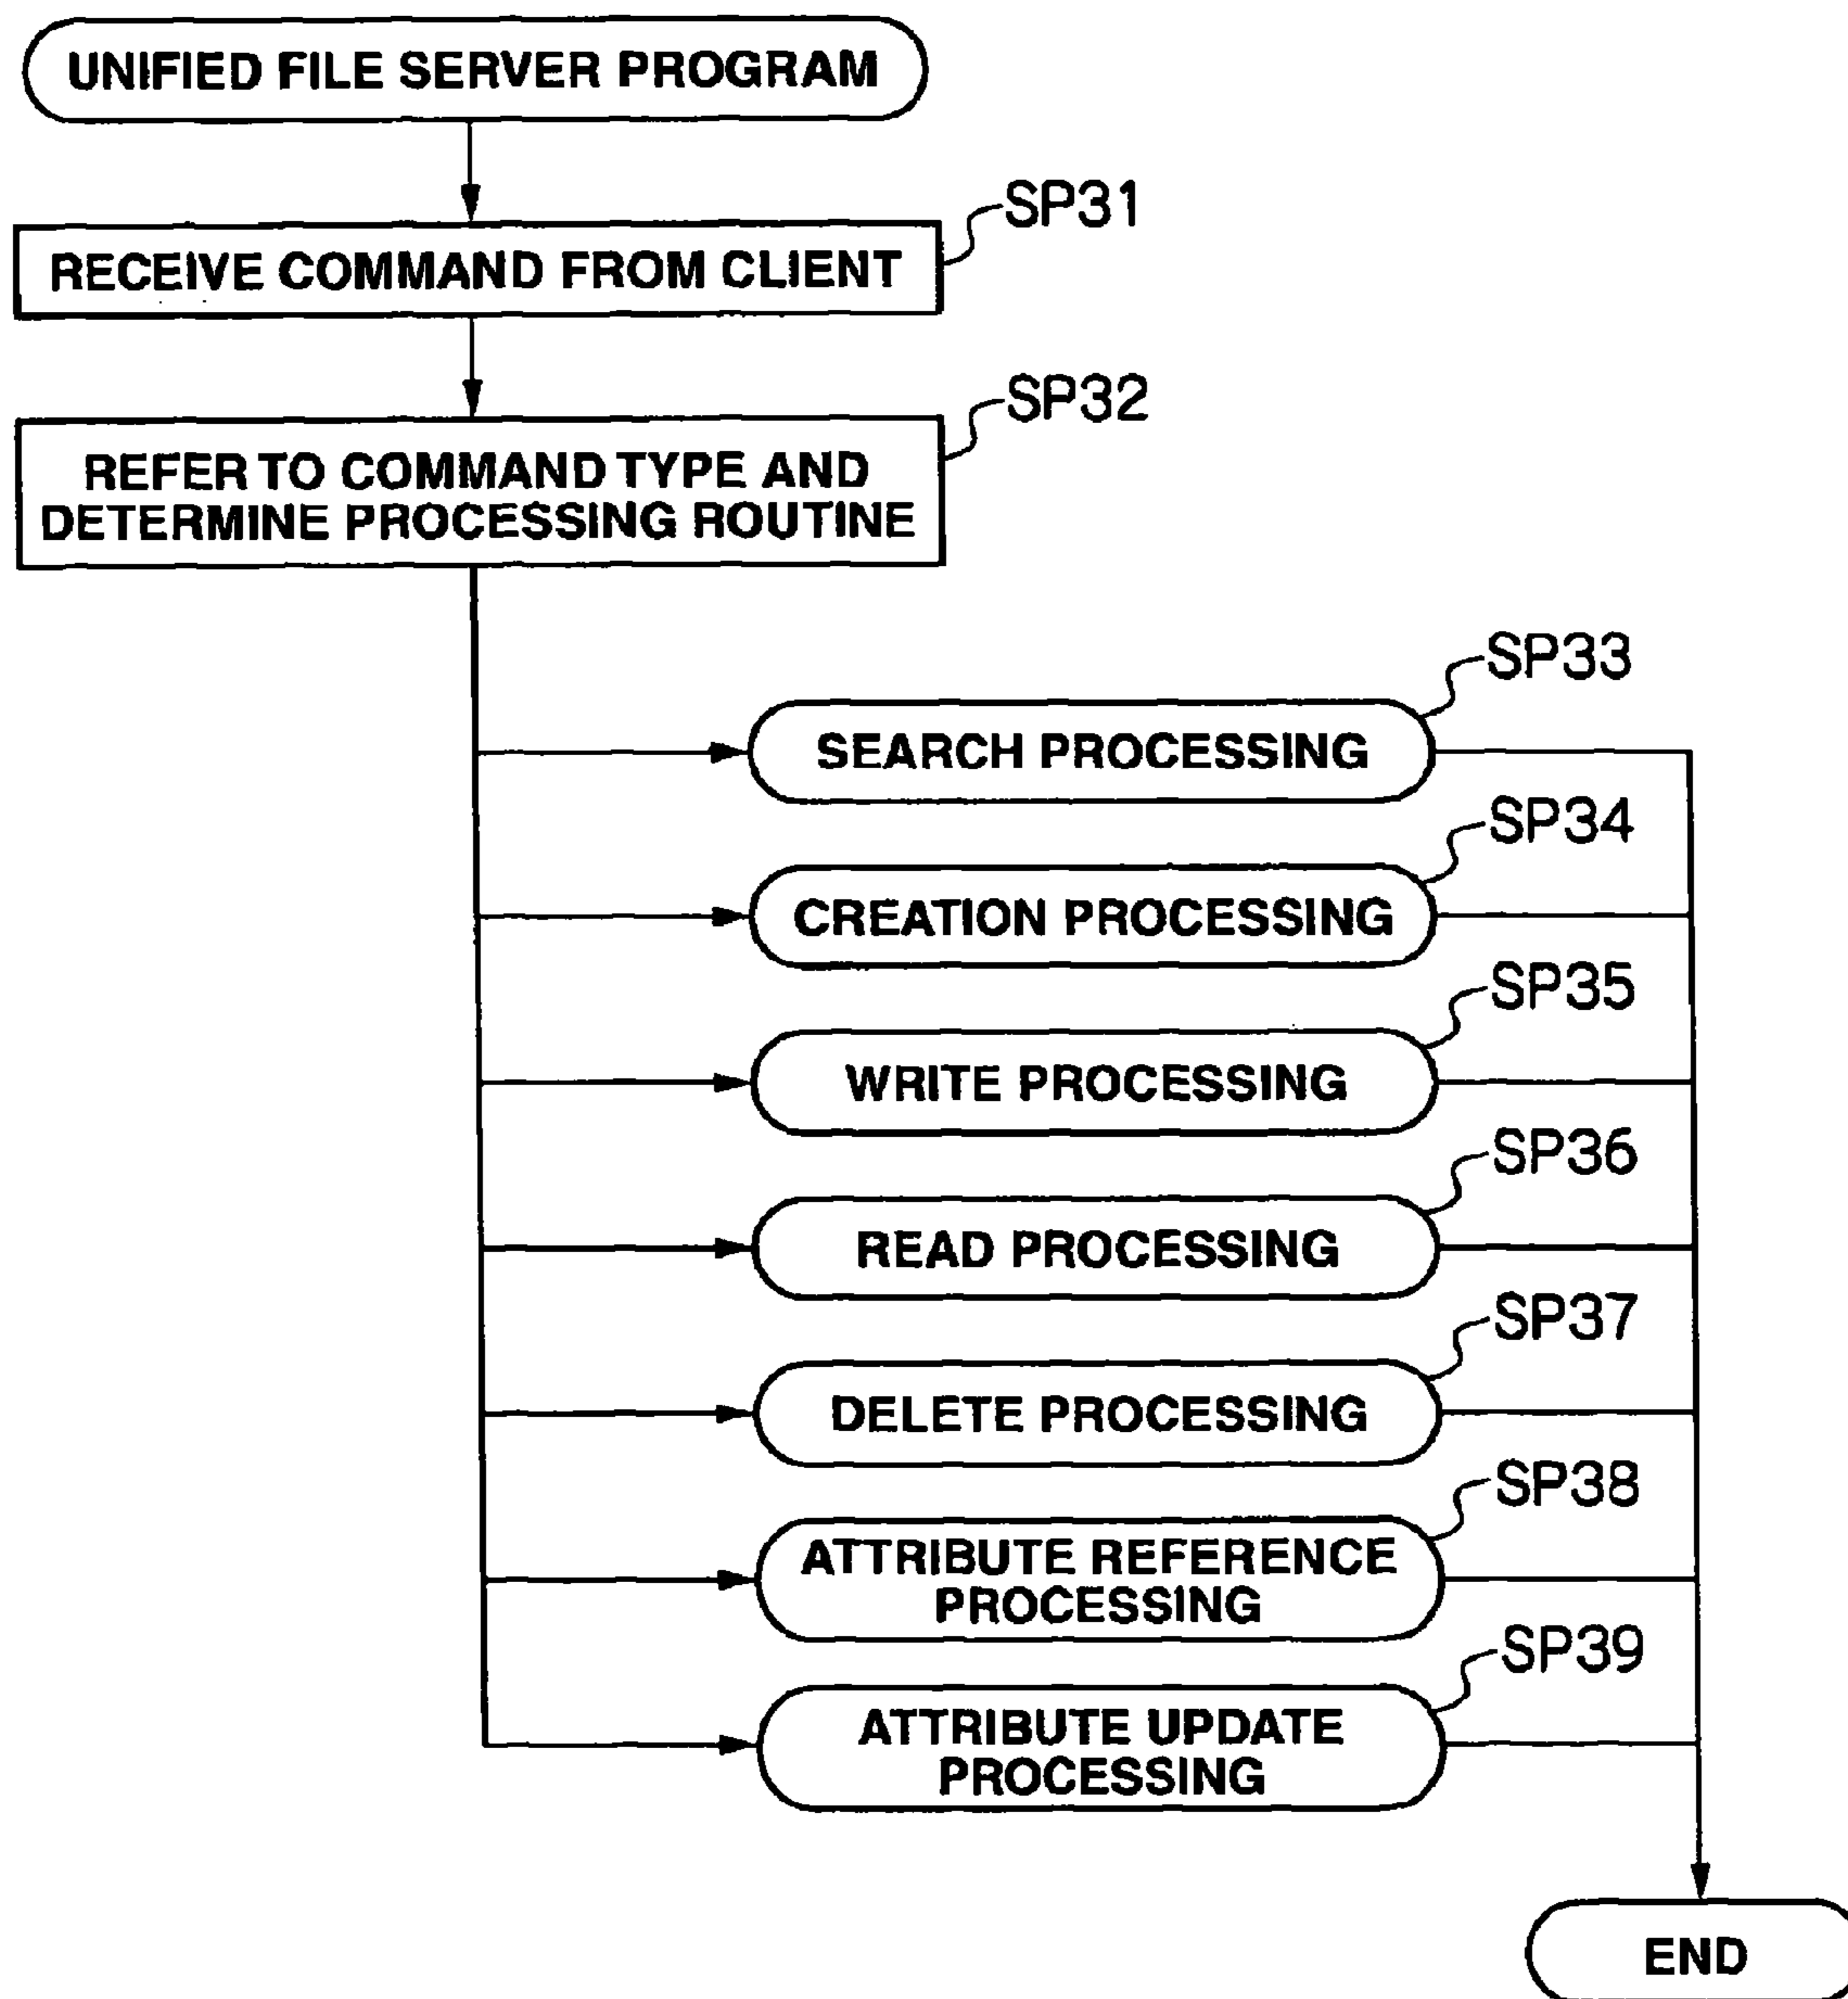 UNIFIED FILE SERVER PROGRAM
SP31
RECEIVE COMMAND FROM CLIENT
SP32
REFER TO COMMAND TYPE AND
DETERMINE PROCESSING ROUTINE
SP33
SEARCH PROCESSING
SP34
CREATION PROCESSING
SP35
WRITE PROCESSING
SP36
READ PROCESSING
SP37
DELETE PROCESSING
SP38
ATTRIBUTE REFERENCE
PROCESSING
SP39
ATTRIBUTE UPDATE
PROCESSING
END